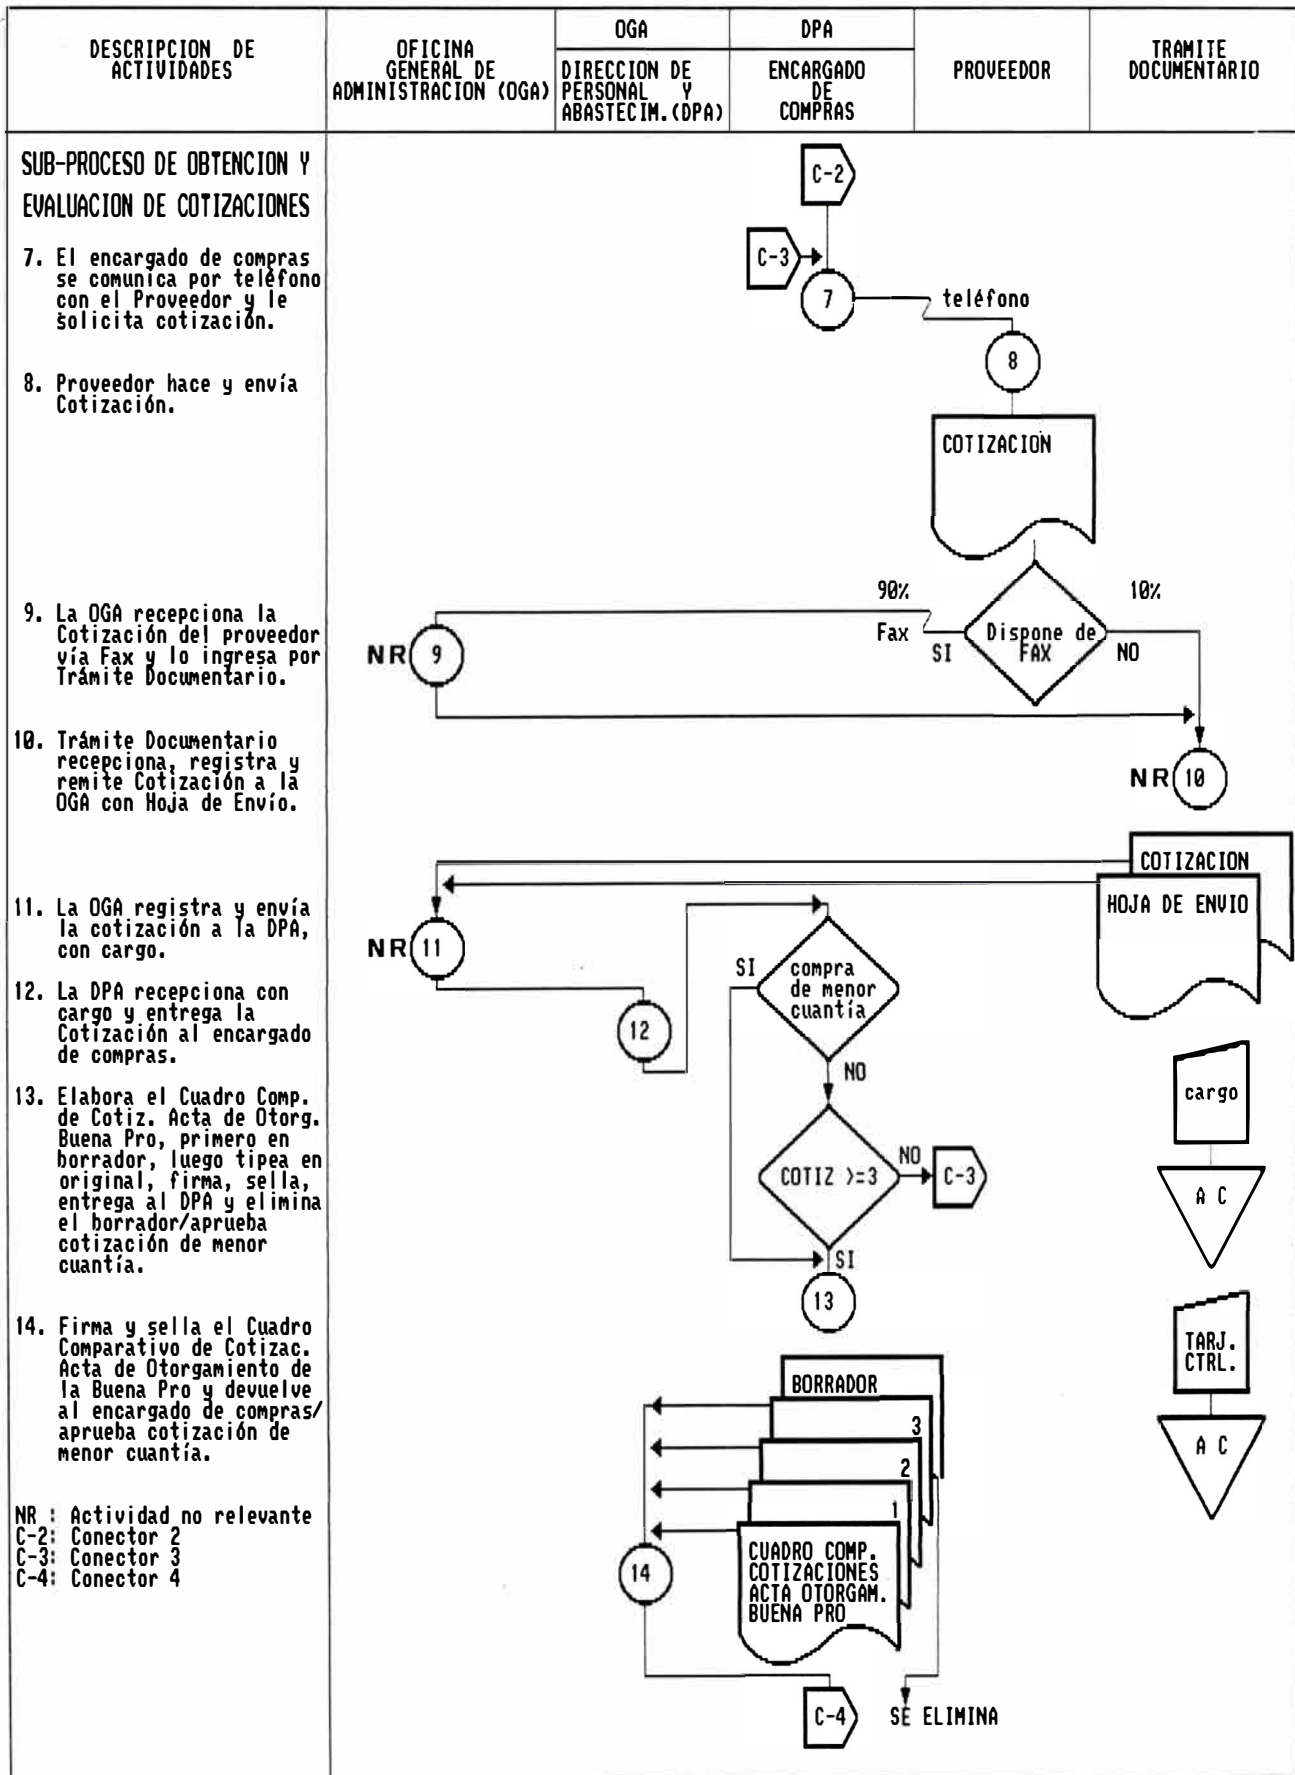 DESCRIPCION DE
ACTIVIDADES
OFICINA
GENERAL DE
ADMINISTRACION (OGA)
OGA
DIRECCION DE
PERSONAL Y
ABASTECIM.(DPA)
DPA
ENCARGADO
DE
COMPRAS
PROVEEDOR
TRAMITE
DOCUMENTARIO
SUB-PROCESO DE OBTENCION Y
EVALUACION DE COTIZACIONES
7. El encargado de compras
se comunica por teléfono
con el Proveedor y le
solicita cotización.
8. Proveedor hace y envía
Cotización.
9. La OGA recepciona la
Cotización del proveedor
vía Fax y lo ingresa por
Trámite Documentario.
10. Trámite Documentario
recepciona, registra y
remite Cotización a la
OGA con Hoja de Envío.
11. La OGA registra y envía
la cotización a la DPA,
con cargo.
12. La DPA recepciona con
cargo y entrega la
Cotización al encargado
de compras.
13. Elabora el Cuadro Comp.
de Cotiz. Acta de Otorg.
Buena Pro, primero en
borrador, luego tipea en
original, firma, sella,
entrega al DPA y elimina
el borrador/aprueba
cotización de menor
cuantía.
14. Firma y sella el Cuadro
Comparativo de Cotizac.
Acta de Otorgamiento de
la Buena Pro y devuelve
al encargado de compras/
aprueba cotización de
menor cuantía.
NR : Actividad no relevante
C-2: Conector 2
C-3: Conector 3
C-4: Conector 4
C-2
C-3
7
teléfono
8
COTIZACION
90%
10%
Fax
SI
Dispone de
FAX
NO
NR 9
NR 10
COTIZACION
HOJA DE ENVIO
NR 11
12
SI
compra
de menor
cuantía
NO
COTIZ >=3
NO
C-3
SI
13
cargo
A C
TARJ.
CTRL.
A C
BORRADOR
3
2
1
CUADRO COMP.
COTIZACIONES
ACTA OTORGAM.
BUENA PRO
14
C-4
SE ELIMINA